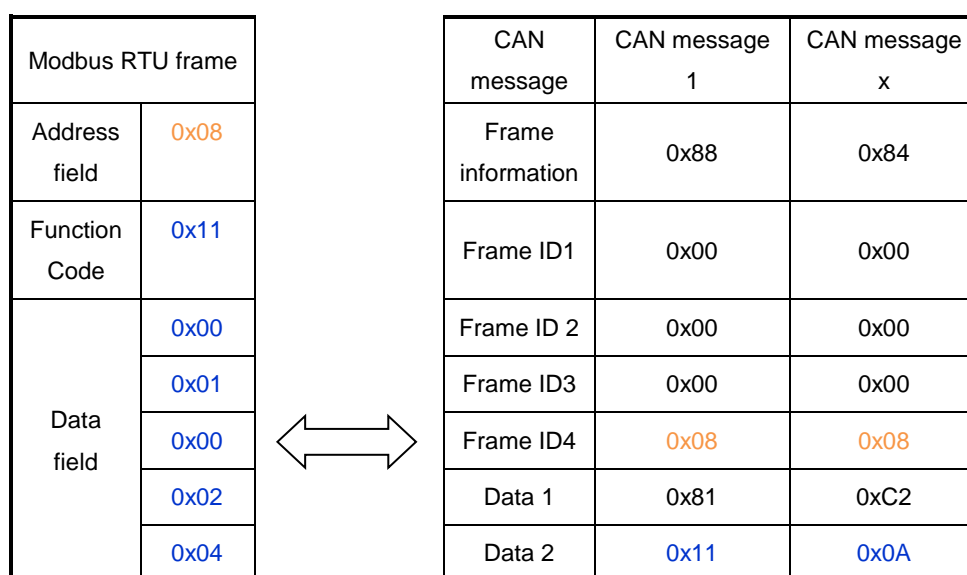 Modbus RTU frame
Address
field
0x08
Function
Code
0x11
Data
field
0x00
0x01
0x00
0x02
0x04
CAN
message
CAN message
1
CAN message
x
Frame
information
0x88
0x84
Frame ID1
0x00
0x00
Frame ID 2
0x00
0x00
Frame ID3
0x00
0x00
Frame ID4
0x08
0x08
Data 1
0x81
0xC2
Data 2
0x11
0x0A